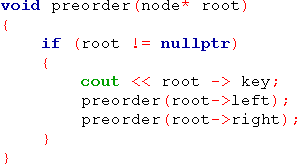 void preorder(node* root)
{
    if (root != nullptr)
    {
        cout << root -> key;
        preorder(root->left);
        preorder(root->right);
    }
}